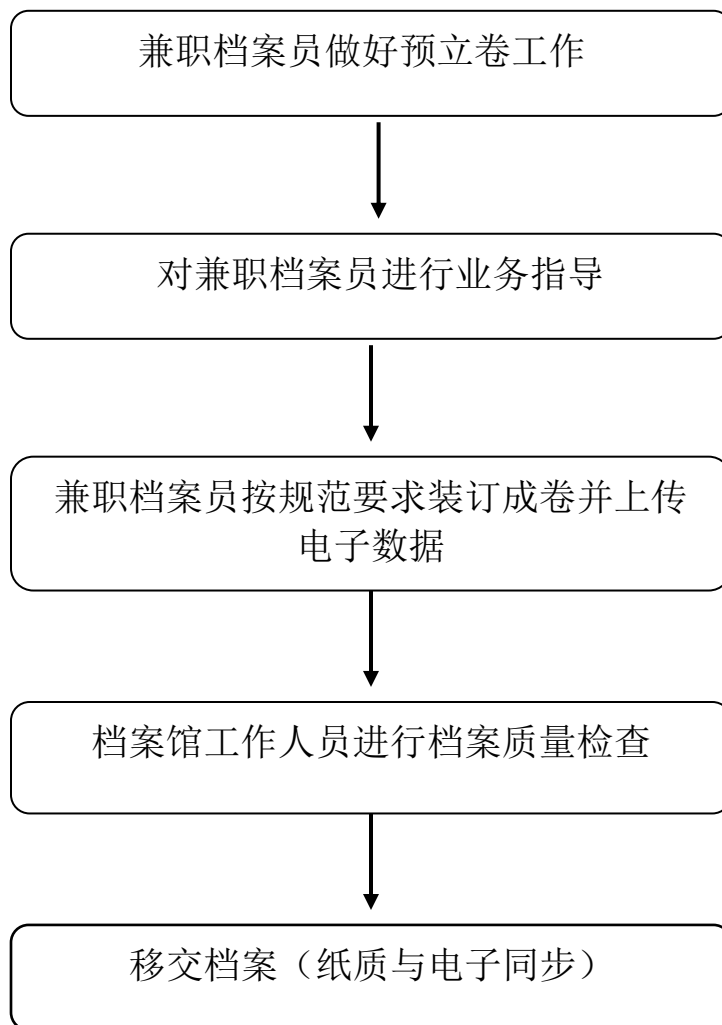 兼职档案员做好预立卷工作
对兼职档案员进行业务指导
兼职档案员按规范要求装订成卷并上传
电子数据
档案馆工作人员进行档案质量检查
移交档案（纸质与电子同步）